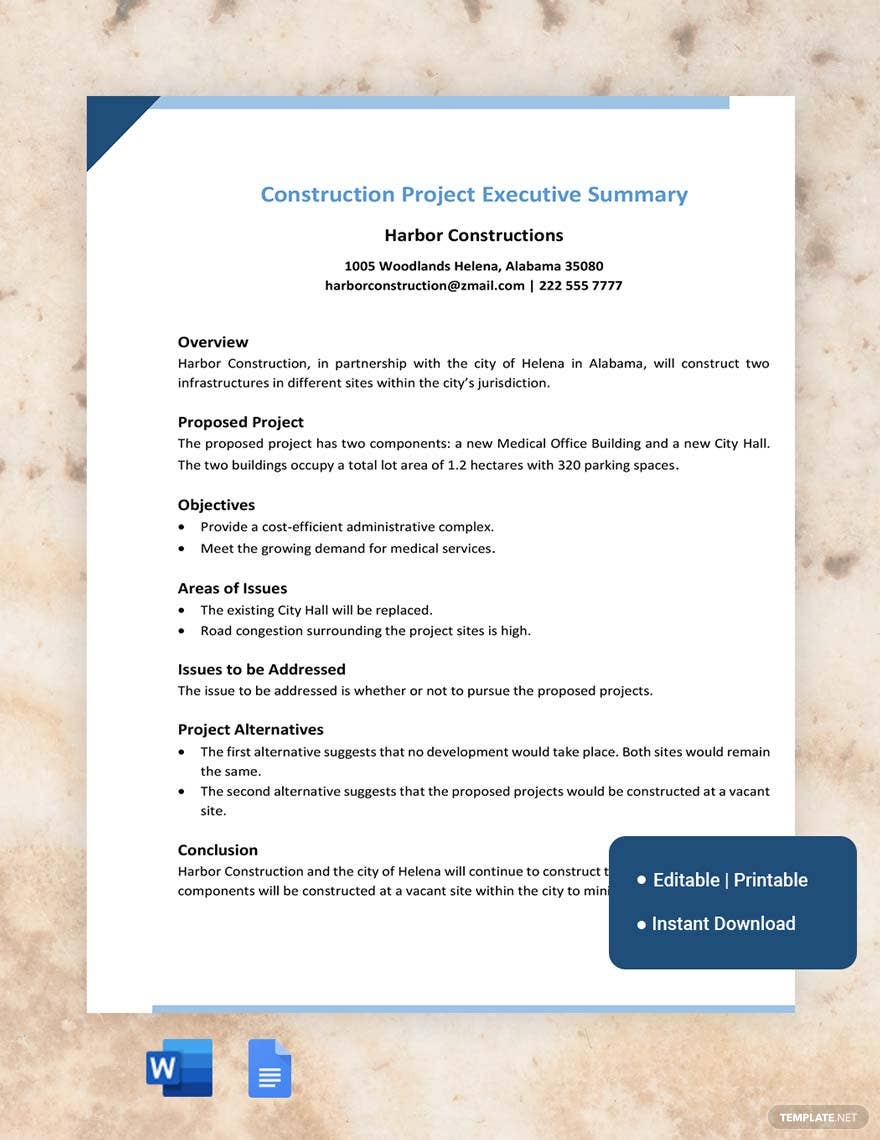 Construction Project Executive Summary
Harbor Constructions
1005 Woodlands Helena, Alabama 35080
harborconstruction@zmail.com | 222 555 7777
Overview
Harbor Construction, in partnership with the city of Helena in Alabama, will construct two
infrastructures in different sites within the city’s jurisdiction.
Proposed Project
The proposed project has two components: a new Medical Office Building and a new City Hall.
The two buildings occupy a total lot area of 1.2 hectares with 320 parking spaces.
Objectives
• Provide a cost-efficient administrative complex.
• Meet the growing demand for medical services.
Areas of Issues
• The existing City Hall will be replaced.
• Road congestion surrounding the project sites is high.
Issues to be Addressed
The issue to be addressed is whether or not to pursue the proposed projects.
Project Alternatives
• The first alternative suggests that no development would take place. Both sites would remain
the same.
• The second alternative suggests that the proposed projects would be constructed at a vacant
site.
Conclusion
Harbor Construction and the city of Helena will continue to construct
components will be constructed at a vacant site within the city to
• Editable | Printable
• Instant Download
W
TEMPLATE.NET